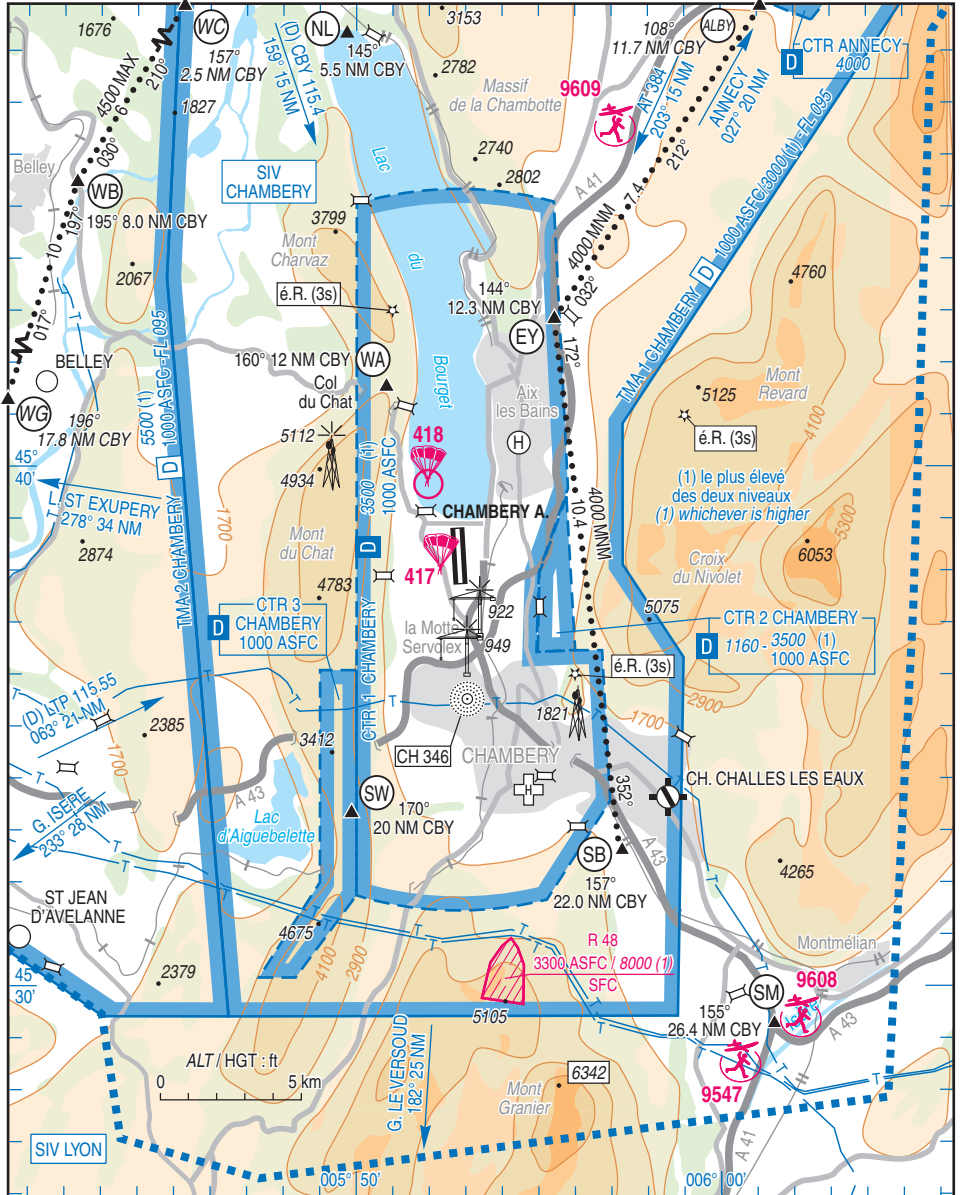 1676
WC
157°
2.5 NM CBY
NL
145°
5.5 NM CBY
3153
108°
11.7 NM CBY
ALBY
CTR ANNECY
4000
D
4500 MAX
210°
6
030°
1827
(D) CBY 115.4
159° 15 NM
2782
Massif
de la Chambotte
9609
AT 384
203° 15 NM
ANNECY
027° 20 NM
Belley
WB
195° 8.0 NM CBY
197°
10
017°
2067
SIV
CHAMBERY
Lac
du
Bourget
2740
2802
A 41
212°
7.4
4000 MNM
032°
TMA 1 CHAMBERY D 1000 ASFC/3000 (1)-FL 095
4760
3799
Mont
Charvaz
é.R. (3s)
144°
12.3 NM CBY
EY
172°
BELLEY
WG
196°
17.8 NM CBY
160° 12 NM CBY
WA
Col
du Chat
5112
4934
Aix
les Bains
H
5125
Mont
Revard
é.R. (3s)
4100
45°
40'
L. ST EXUPERY
278° 34 NM
5500 (1)
1000 ASFC-FL 095
D
TMA 2 CHAMBERY
1700
3500 (1)
1000 ASFC
D
CTR 1 CHAMBERY
418
CHAMBERY A.
417
10.4
4000 MNM
(1) le plus élevé
des deux niveaux
(1) whichever is higher
5300
6053
2874
Mont
du Chat
4783
Croix
du Nivolet
5075
CTR 3
CHAMBERY
1000 ASFC
D
la Motte
Servolex
922
949
CTR 2 CHAMBERY
1160 - 3500 (1)
1000 ASFC
D
é.R. (3s)
1821
1700
2900
(D) LTP 115.55
063° 21 NM
2385
1700
3412
CH 346
CHAMBERY
352°
CH. CHALLES LES EAUX
A 43
G. ISERE
233° 28 NM
Lac
d'Aiguebelette
SW
170°
20 NM CBY
SB
157°
22.0 NM CBY
A 43
4265
ST JEAN
D'AVELANNE
4675
4100
2900
2379
R 48
3300 ASFC / 8000 (1)
SFC
5105
Montmélian
45°
30'
SM
155°
26.4 NM CBY
9608
A 43
9547
ALT / HGT : ft
0 5 km
G. LE VERSOUD
182° 25 NM
6342
Mont
Granier
A 41
SIV LYON
005° 50'
006° 00'
T